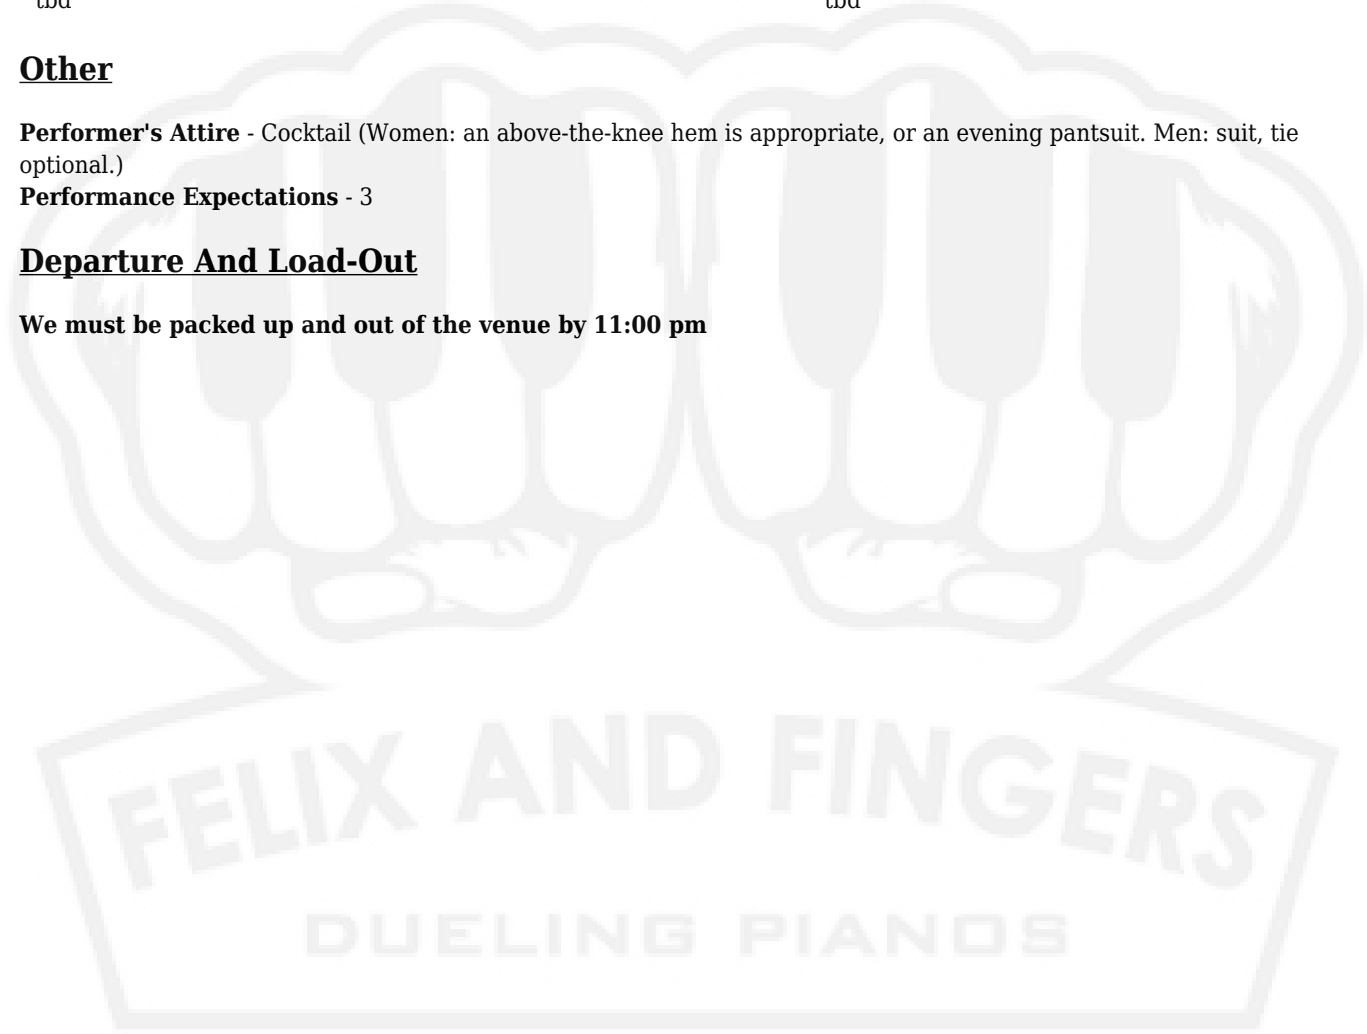 tbd tbd
Other
Performer's Attire - Cocktail (Women: an above-the-knee hem is appropriate, or an evening pantsuit. Men: suit, tie
optional.)
Performance Expectations - 3
Departure And Load-Out
We must be packed up and out of the venue by 11:00 pm
FELIX AND FINGERS
DUELING PIANOS